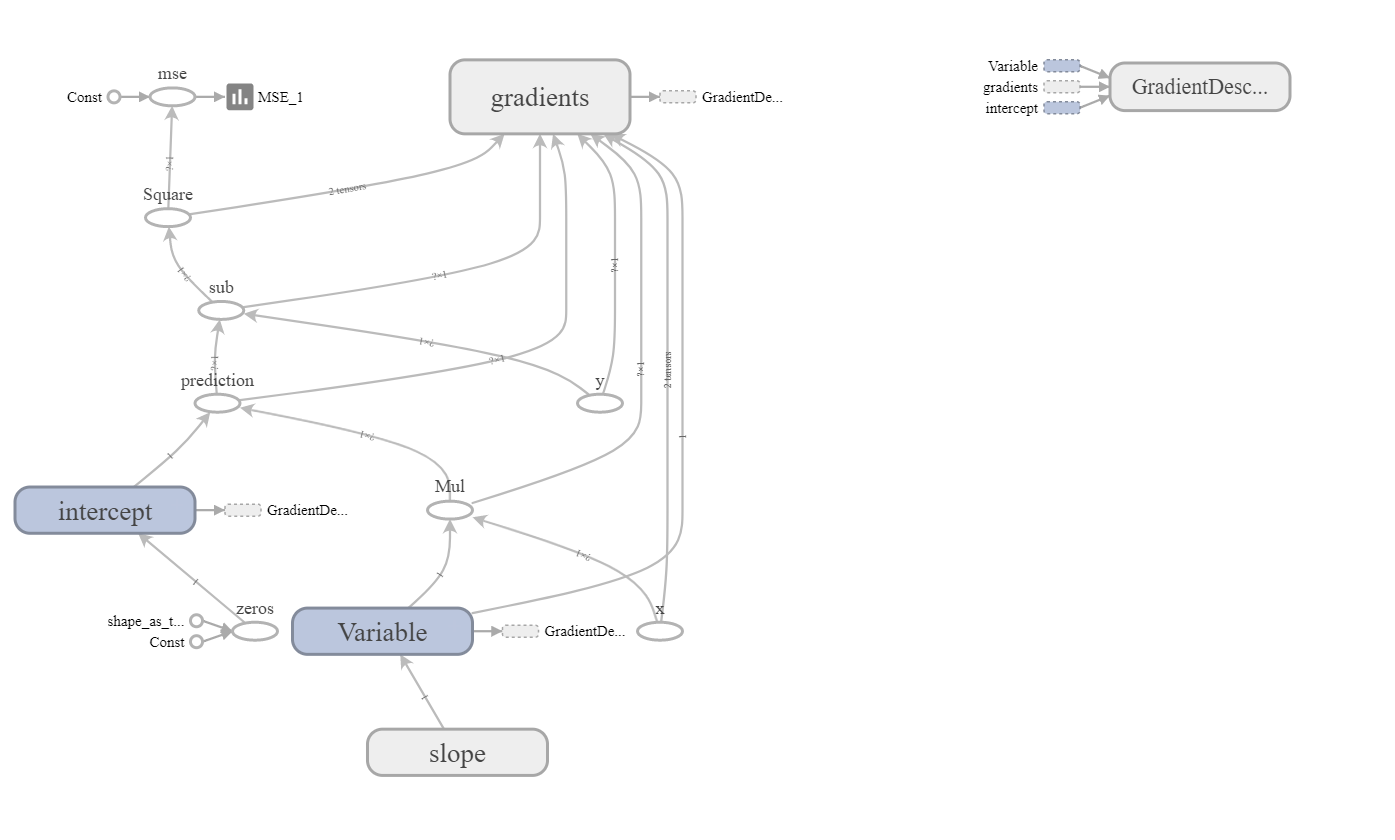 mse
Const
MSE_1
?×1
Square
2 tensors
?×1
sub
?×1
?×1
?×1
prediction
?×1
y
?×1
gradients
GradientDe...
?×1
2 tensors
1
?×1
1
intercept
GradientDe...
Mul
?×1
1
1
zeros
shape_as_t...
Const
Variable
GradientDe...
x
1
slope
Variable
gradients
intercept
GradientDesc...